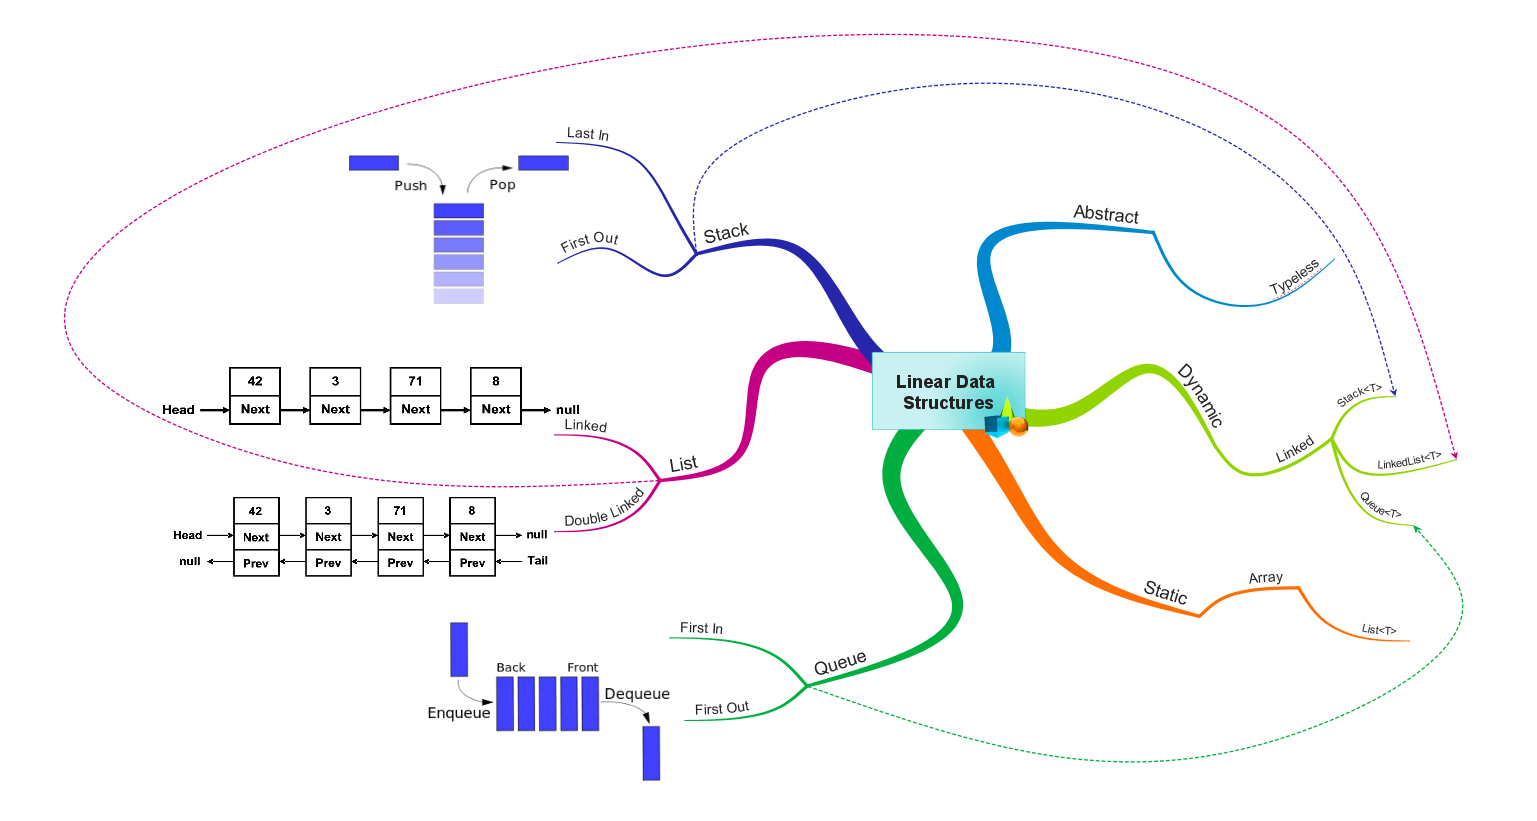 Linear Data
Structures
Stack
Last In
First Out
Push
Pop
List
Linked
Double Linked
42
3
71
8
Head
Next
Next
Next
Next
null
42
3
71
8
Head
Next
Next
Next
Next
null
null
Prev
Prev
Prev
Prev
Tail
Queue
First In
First Out
Back
Front
Enqueue
Dequeue
Abstract
Typeless
Dynamic
Linked
Stack<T>
LinkedList<T>
Queue<T>
Static
Array
List<T>